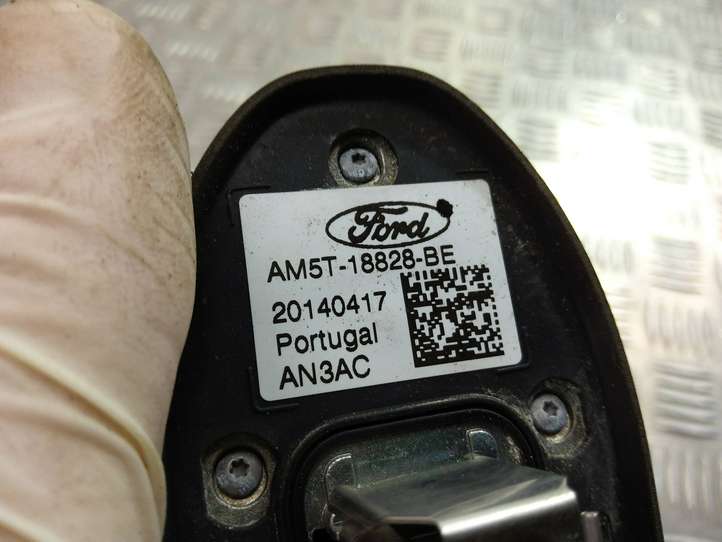 Ford
AM5T-18828-BE
20140417
Portugal
AN3AC